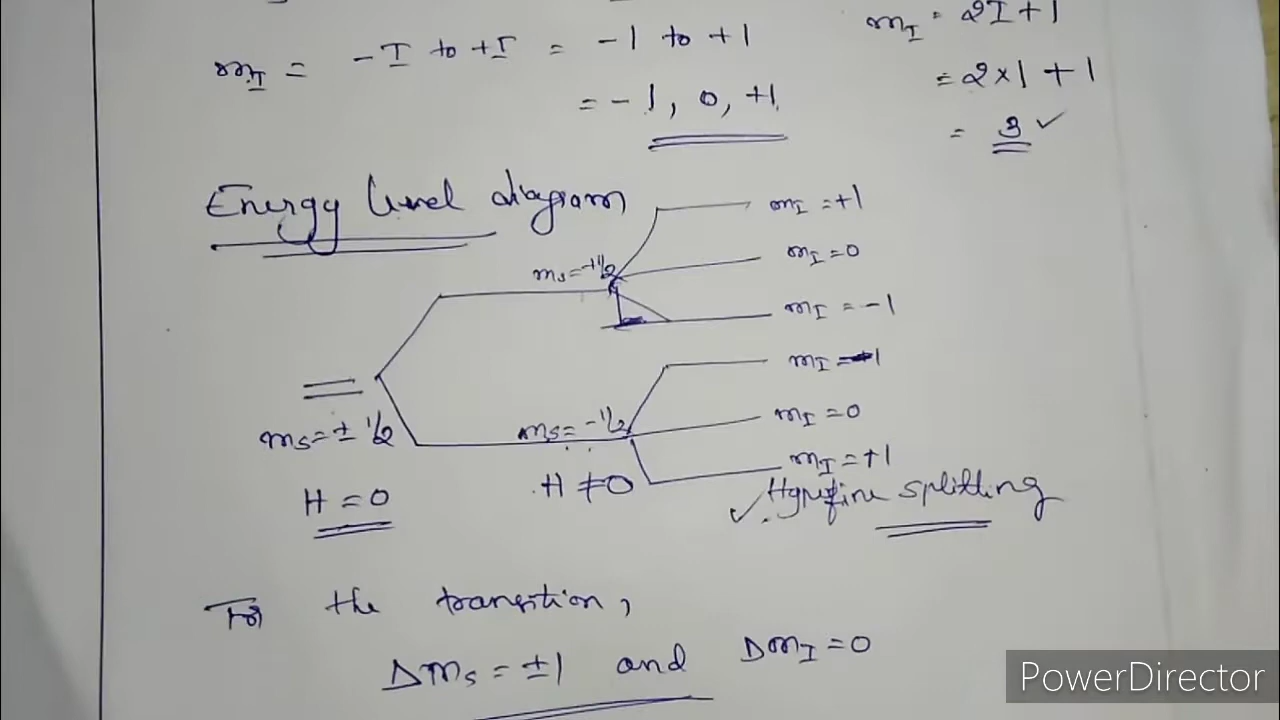 mI = -I to +I = -1 to +1
= -1, 0, +1
mI = 2I+1
= 2×1+1
= 3 ✓
Energy level diagram
mI = +1
mI = 0
ms=+1/2
mI = -1
mI = -1
mI = 0
ms = ± 1/2
ms = -1/2
mI = +1
H = 0
H ≠ 0
✓ Hyperfine splitting
For the transition,
Δms = ±1 and ΔmI = 0
PowerDirector